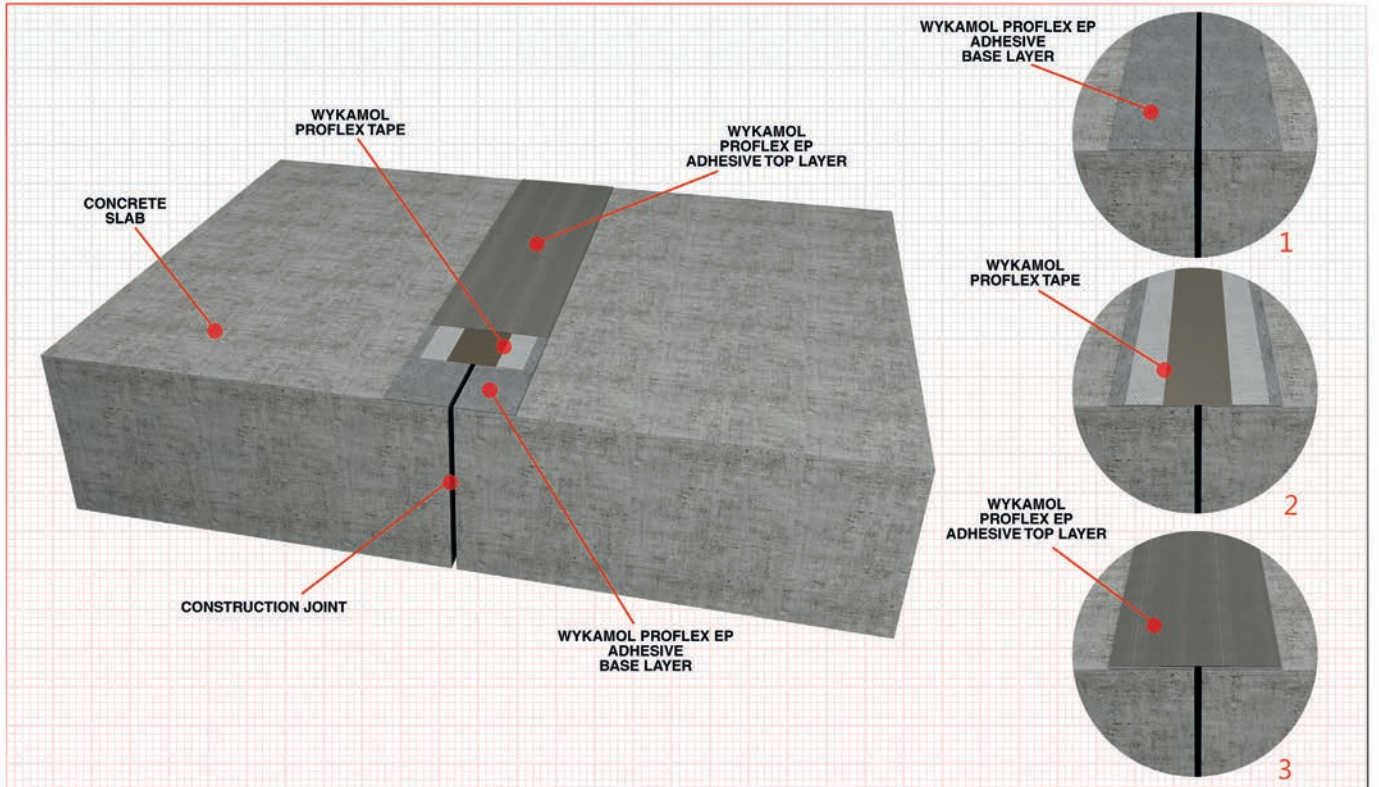 WYKAMOL
PROFLEX TAPE
WYKAMOL
PROFLEX EP
ADHESIVE TOP LAYER
CONCRETE
SLAB
CONSTRUCTION JOINT
WYKAMOL PROFLEX EP
ADHESIVE
BASE LAYER
WYKAMOL PROFLEX EP
ADHESIVE
BASE LAYER
1
WYKAMOL
PROFLEX TAPE
2
WYKAMOL
PROFLEX EP
ADHESIVE TOP LAYER
3